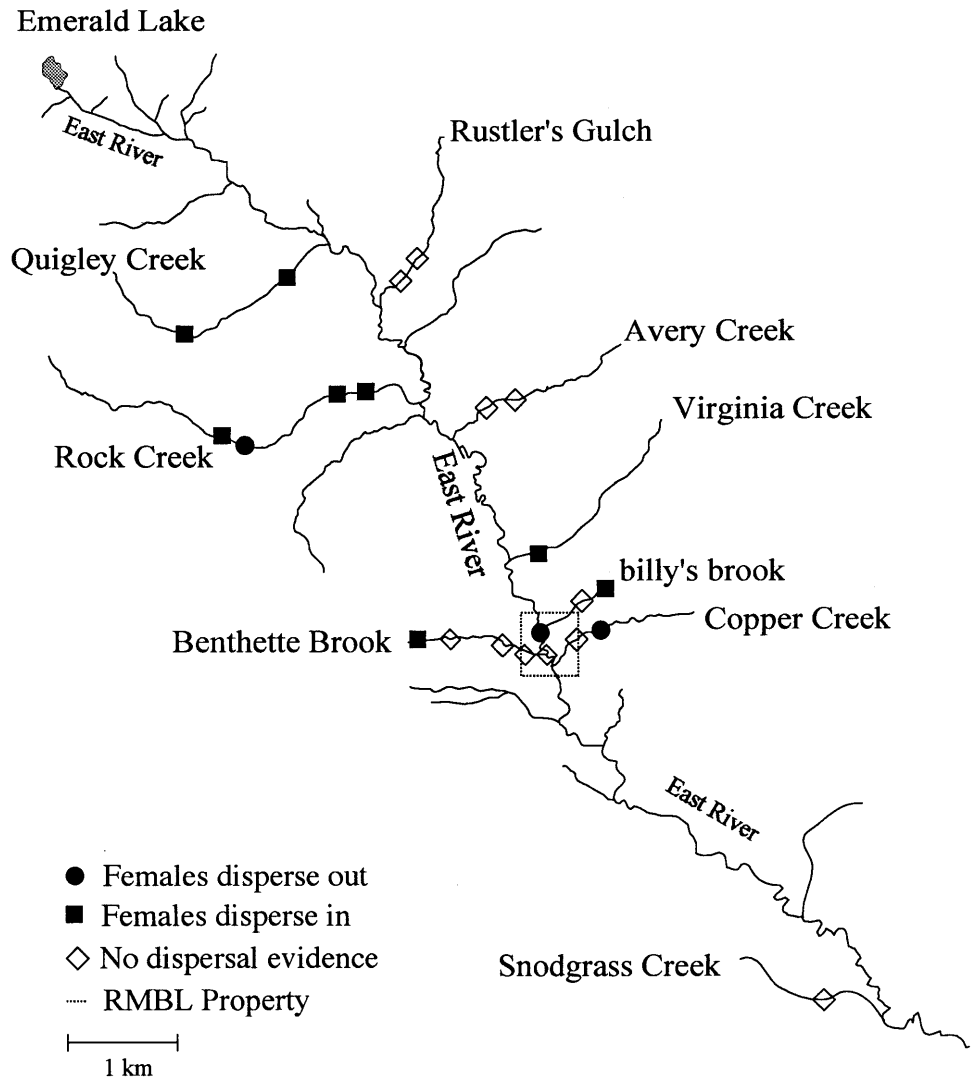 Emerald Lake
East River
Rustler's Gulch
Quigley Creek
Avery Creek
Virginia Creek
Rock Creek
East River
billy's brook
Copper Creek
Benthette Brook
East River
Females disperse out
Females disperse in
No dispersal evidence
RMBL Property
Snodgrass Creek
1 km